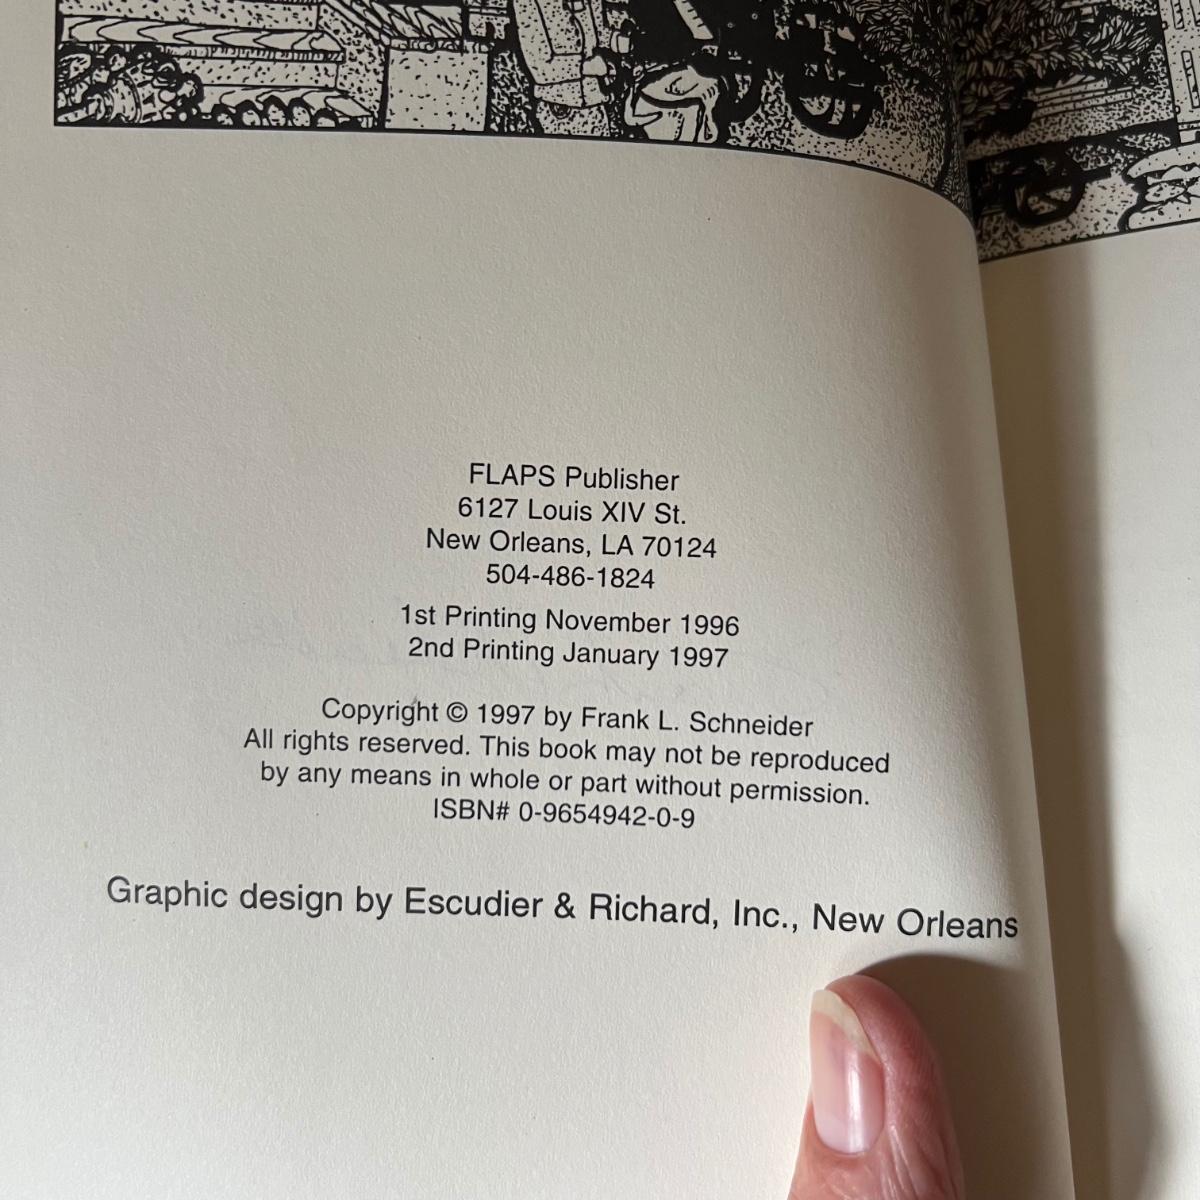 FLAPS Publisher
6127 Louis XIV St.
New Orleans, LA 70124
504-486-1824
1st Printing November 1996
2nd Printing January 1997
Copyright © 1997 by Frank L. Schneider
All rights reserved. This book may not be reproduced
by any means in whole or part without permission.
ISBN# 0-9654942-0-9
Graphic design by Escudier & Richard, Inc., New Orleans